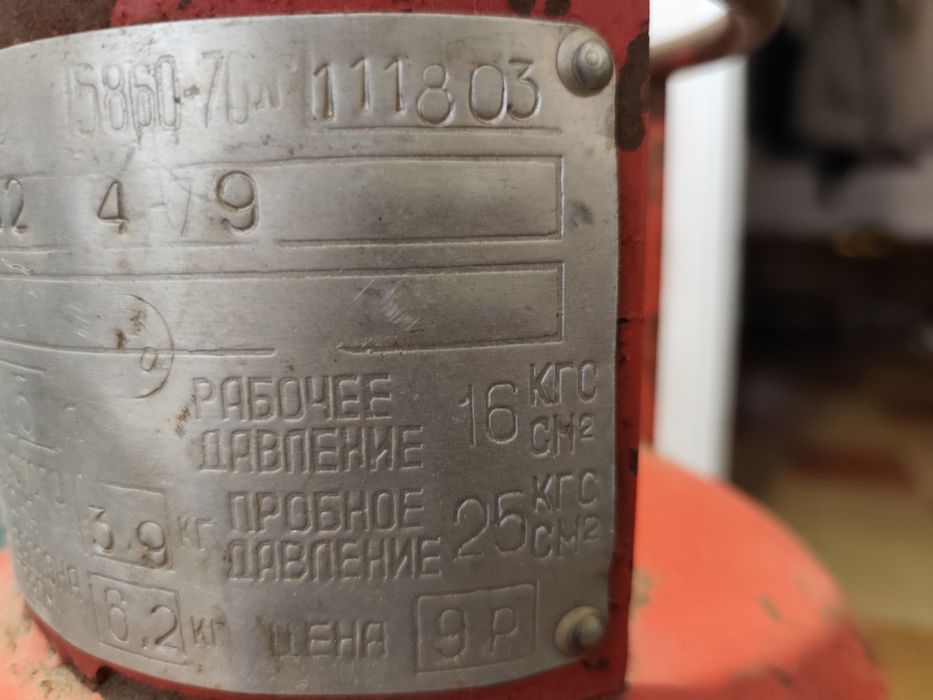 15860-70 № 111803
42 4 79
РАБОЧЕЕ
ДАВЛЕНИЕ 16 КГС
СМ²
3.9 КГ ПРОБНОЕ
ДАВЛЕНИЕ 25 КГС
СМ²
6.2 КГ ЦЕНА 9 Р